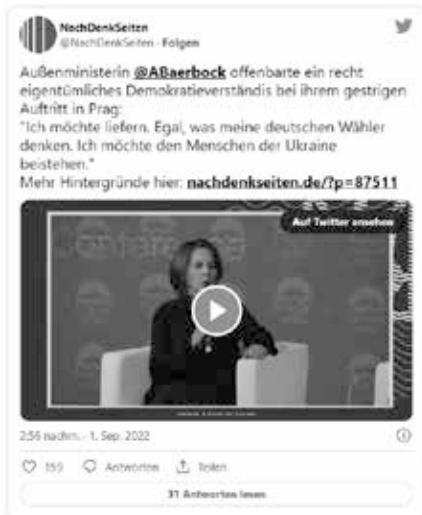 NachDenkSeiten
@NachDenkSeiten · Folgen
Außenministerin @ABaerbock offenbarte ein recht
eigentümliches Demokratieverständis bei ihrem gestrigen
Auftritt in Prag:
"Ich möchte liefern. Egal, was meine deutschen Wähler
denken. Ich möchte den Menschen der Ukraine
beistehen."
Mehr Hintergründe hier: nachdenkseiten.de/?p=87511
Auf Twitter ansehen
2:56 nachm. · 1. Sep. 2022
159 Antworten Teilen
31 Antworten lesen